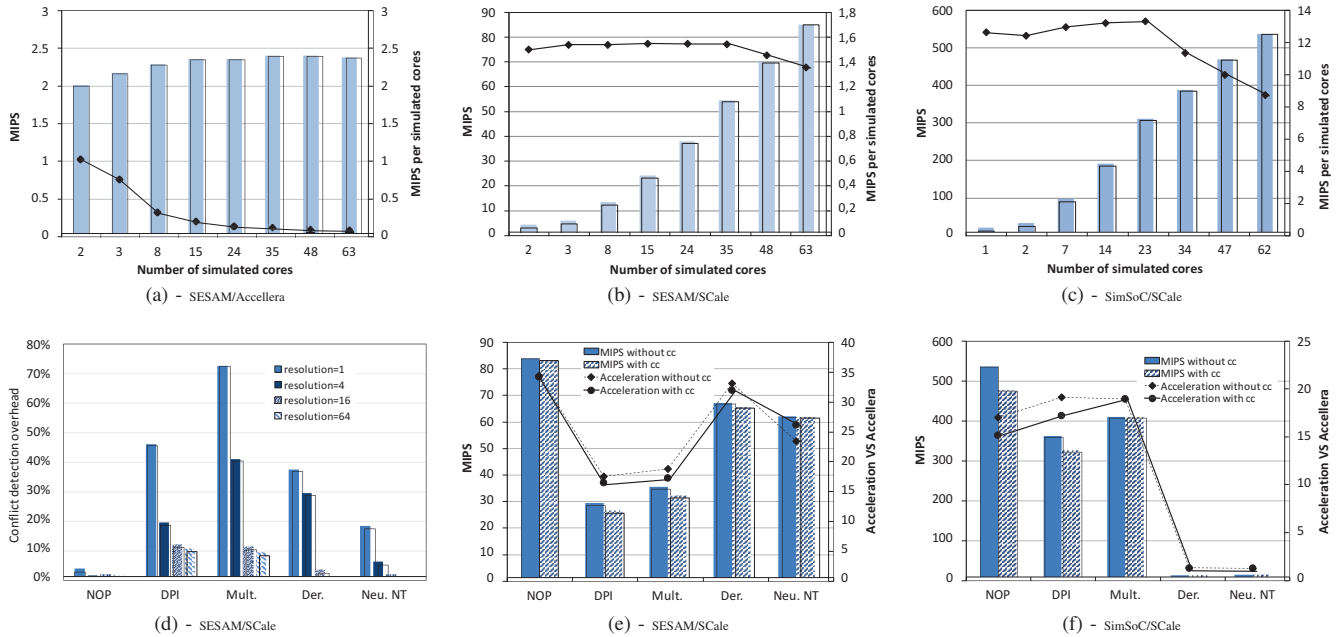 3
2.5
2
1.5
1
0.5
0
MIPS
3
2.5
2
1.5
1
0.5
0
MIPS per simulated cores
2 3 8 15 24 35 48 63
Number of simulated cores
(a) - SESAM/Accellera
90
80
70
60
50
40
30
20
10
0
MIPS
1,8
1,6
1,4
1,2
1
0,8
0,6
0,4
0,2
0
MIPS per simulated cores
2 3 8 15 24 35 48 63
Number of simulated cores
(b) - SESAM/SCale
600
500
400
300
200
100
0
MIPS
14
12
10
8
6
4
2
0
MIPS per simulated cores
1 2 7 14 23 34 47 62
Number of simulated cores
(c) - SimSoC/SCale
80%
70%
60%
50%
40%
30%
20%
10%
0%
Conflict detection overhead
resolution=1
resolution=4
resolution=16
resolution=64
NOP DPI Mult. Der. Neu. NT
(d) - SESAM/SCale
90
80
70
60
50
40
30
20
10
0
MIPS
MIPS without cc
MIPS with cc
Acceleration without cc
Acceleration with cc
40
35
30
25
20
15
10
5
0
Acceleration VS Accellera
NOP DPI Mult. Der. Neu. NT
(e) - SESAM/SCale
600
500
400
300
200
100
0
MIPS
MIPS without cc
MIPS with cc
Acceleration without cc
Acceleration with cc
25
20
15
10
5
0
Acceleration VS Accellera
NOP DPI Mult. Der. Neu. NT
(f) - SimSoC/SCale